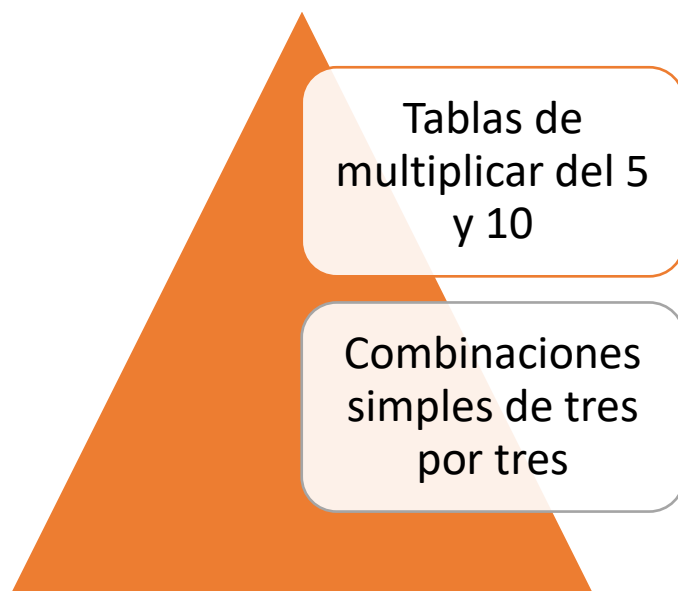 Tablas de
multiplicar del 5
y 10
Combinaciones
simples de tres
por tres